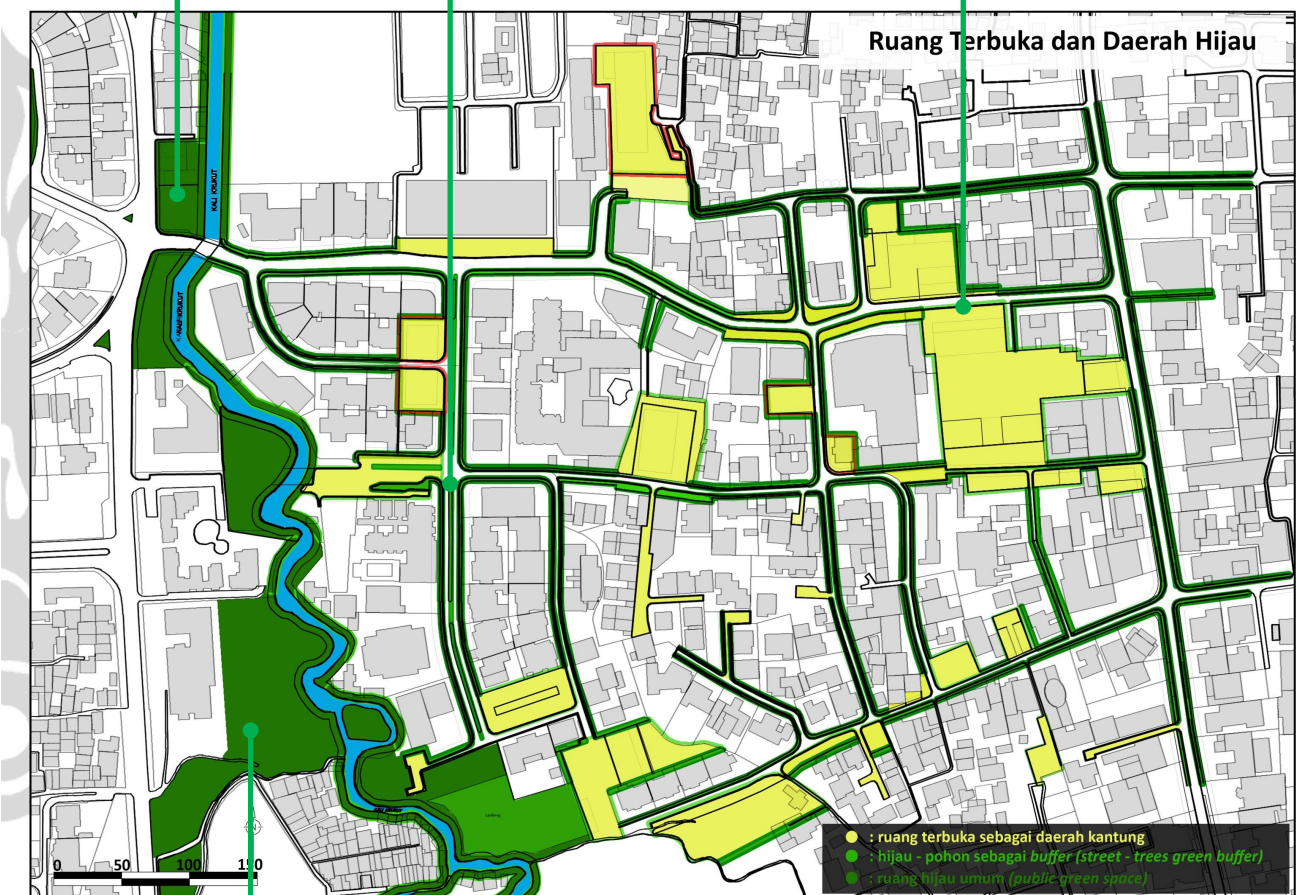 Ruang Terbuka dan Daerah Hijau
KALI KRUKUT
KALI KRUKUT
Ladang
0 50 100 150
: ruang terbuka sebagai daerah kantung
: hijau - pohon sebagai buffer (street - trees green buffer)
: ruang hijau umum (public green space)